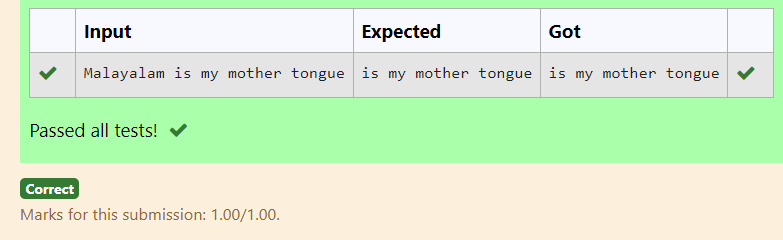 Input Expected Got
Malayalam is my mother tongue is my mother tongue is my mother tongue
Passed all tests!
Correct
Marks for this submission: 1.00/1.00.